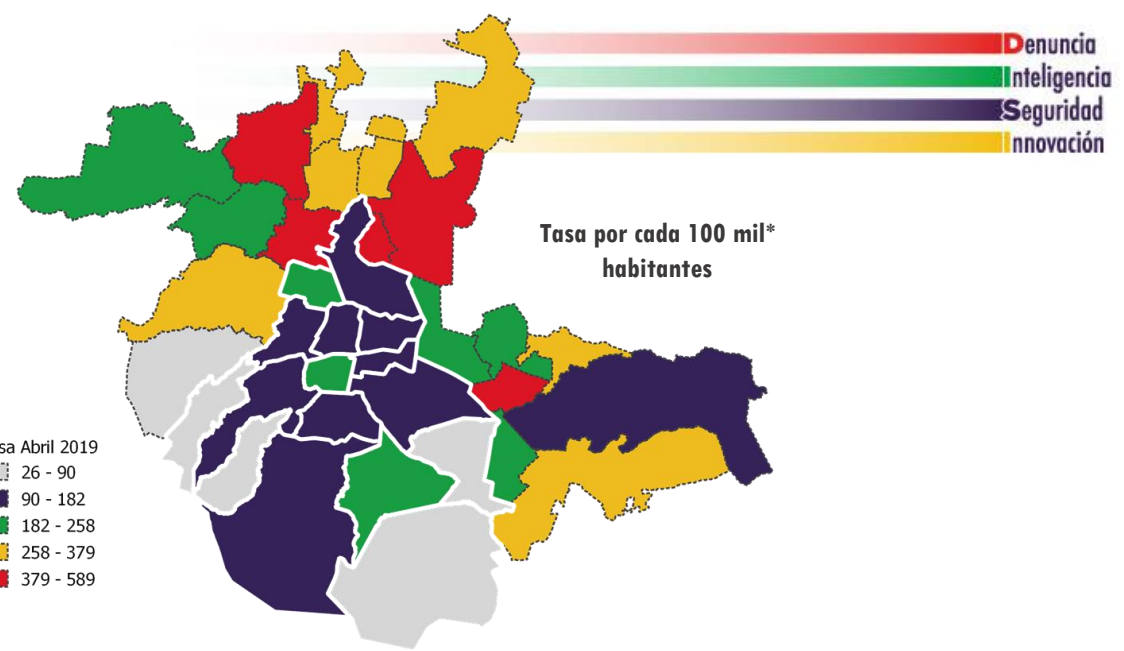 Denuncia
Inteligencia
Seguridad
Innovación
Tasa por cada 100 mil*
habitantes
sa Abril 2019
26 - 90
90 - 182
182 - 258
258 - 379
379 - 589